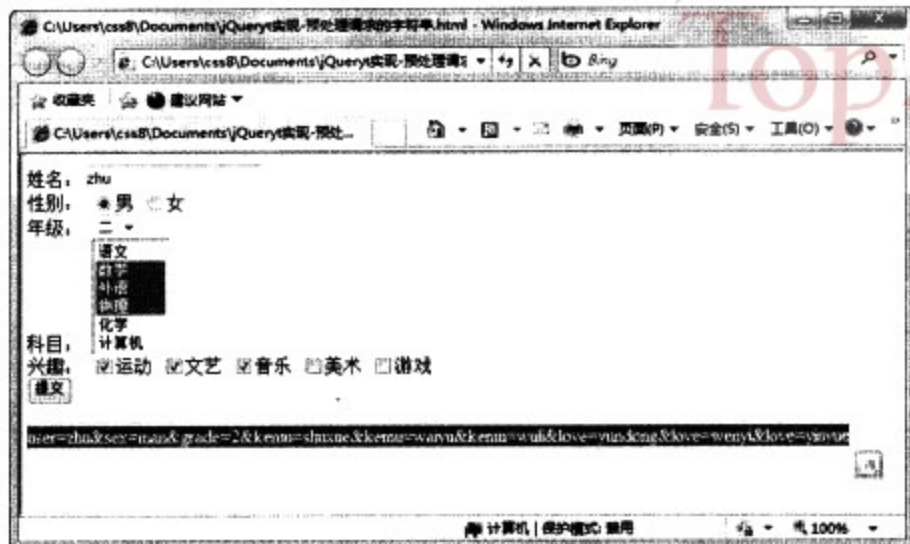 C:\Users\css8\Documents\jQueryt实现-预处理请求的字符串.html - Windows Internet Explorer
Top.
C:\Users\css8\Documents\jQueryt实现-预处理请 Bing
收藏夹 建议网站
C:\Users\css8\Documents\jQueryt实现-预处... 页面(P) 安全(S) 工具(O)
姓名: zhu
性别: 男 女
年级: 二
语文
数学
外语
物理
化学
科目: 计算机
兴趣: 运动 文艺 音乐 美术 游戏
提交
user=zhu&sex=man&grade=2&kemu=shuxue&kemu=waiyu&kemu=wuli&love=yundong&love=wenyi&love=yinyue
计算机 | 保护模式: 禁用 100%